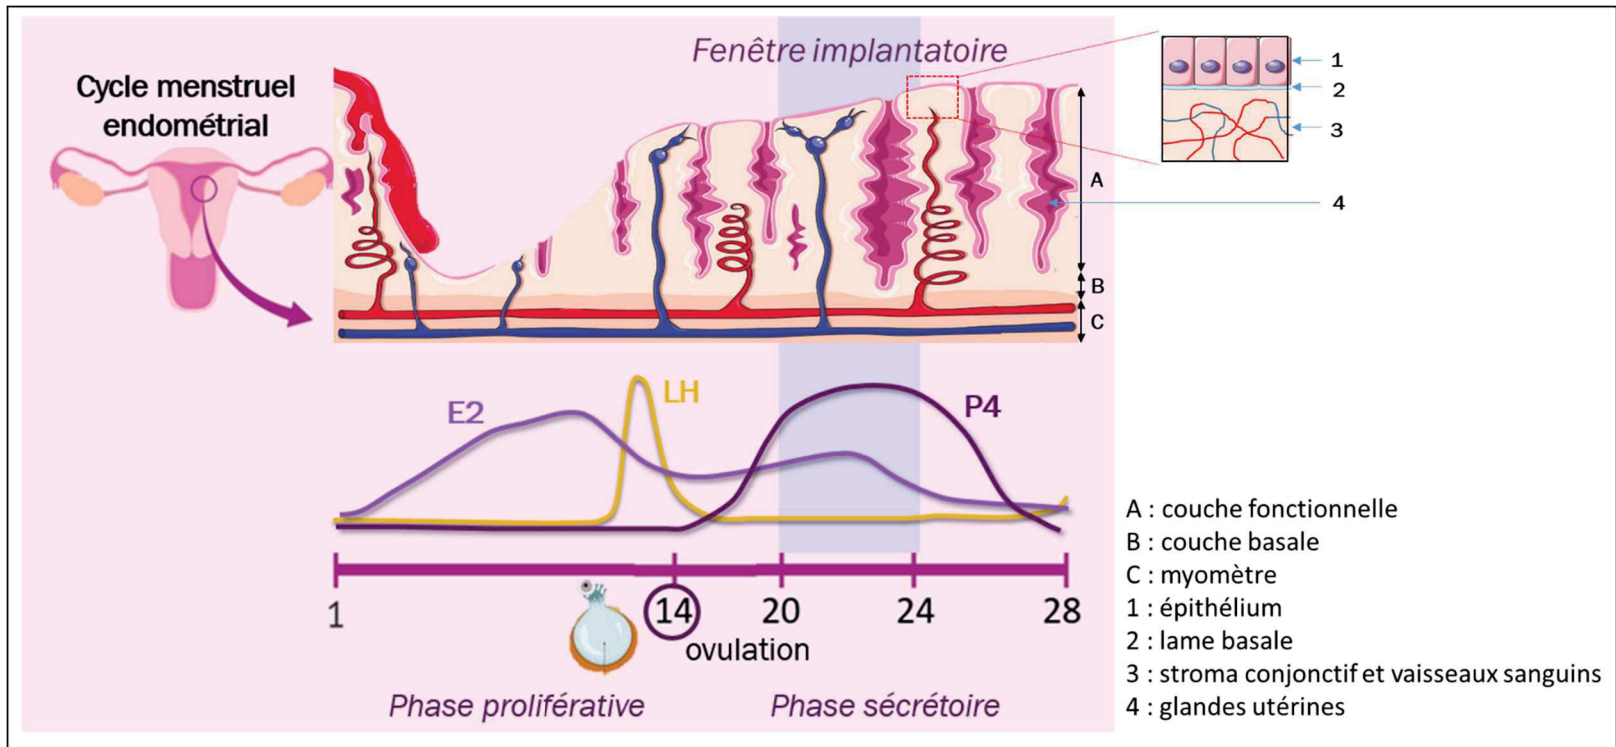 Fenêtre implantatoire
Cycle menstruel
endométrial
1
2
3
A
4
B
C
E2
LH
P4
1
14
20
24
28
ovulation
Phase proliférative
Phase sécrétoire
A : couche fonctionnelle
B : couche basale
C : myomètre
1 : épithélium
2 : lame basale
3 : stroma conjonctif et vaisseaux sanguins
4 : glandes utérines